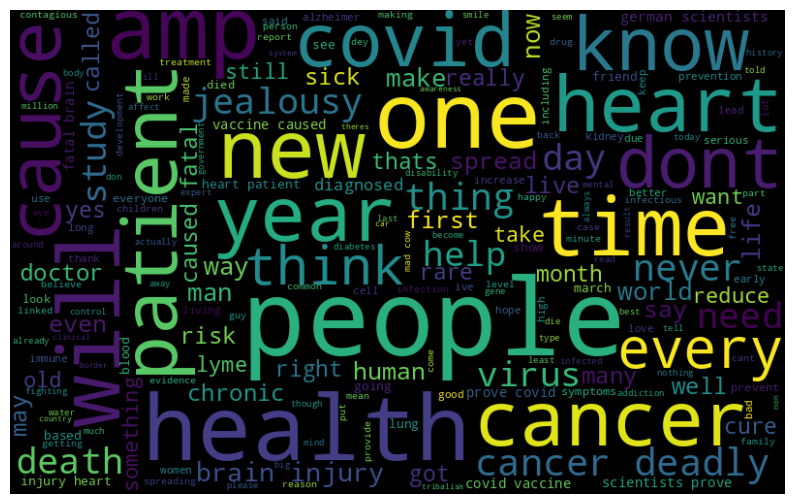 cause
amp
covid
know
contagious
said
alzheimer
making
smile
seem
german scientists
person
report
see
dey
yet
drug
history
treatment
system
now
told
million
body
called
still
sick
make
really
friend
prevention
fatal brain
ill
made
work
affect
died
awareness
including
keep
lead
lot
heart
study
jealousy
one
development
government
theres
vaccine caused
new
thats
spread
day
back
kidney
due
today
serious
dont
don
patient
caused fatal
heart patient
diagnosed
disability
increase
happy
thing
live
mental
infectious
better
part
want
use
everyone
children
year
last
car
first
take
time
always
expert
yes
long
eye
actually
diabetes
become
mad cow
show
minute
case
result
read
free
life
around
thank
believe
way
think
help
month
never
state
early
doctor
look
linked
control
away
man
common
rare
cell
infection
ive
level
gene
march
world
reduce
will
living
guy
people
high
hope
die
type
best
say
need
even
risk
already
clinical
immune
blood
lyme
come
least
infected
love
tell
cant
every
border
old
evidence
human
right
virus
many
nothing
prevent
well
may
fighting
chronic
going
good
prove covid
symptoms
addiction
bad
cure
water
country
something
based
getting
though
mean
put
provide
lung
health
cancer
family
non
much
death
women
mind
brain injury
big
got
cancer deadly
injury heart
spreading
please
reason
tribalism
covid vaccine
scientists prove